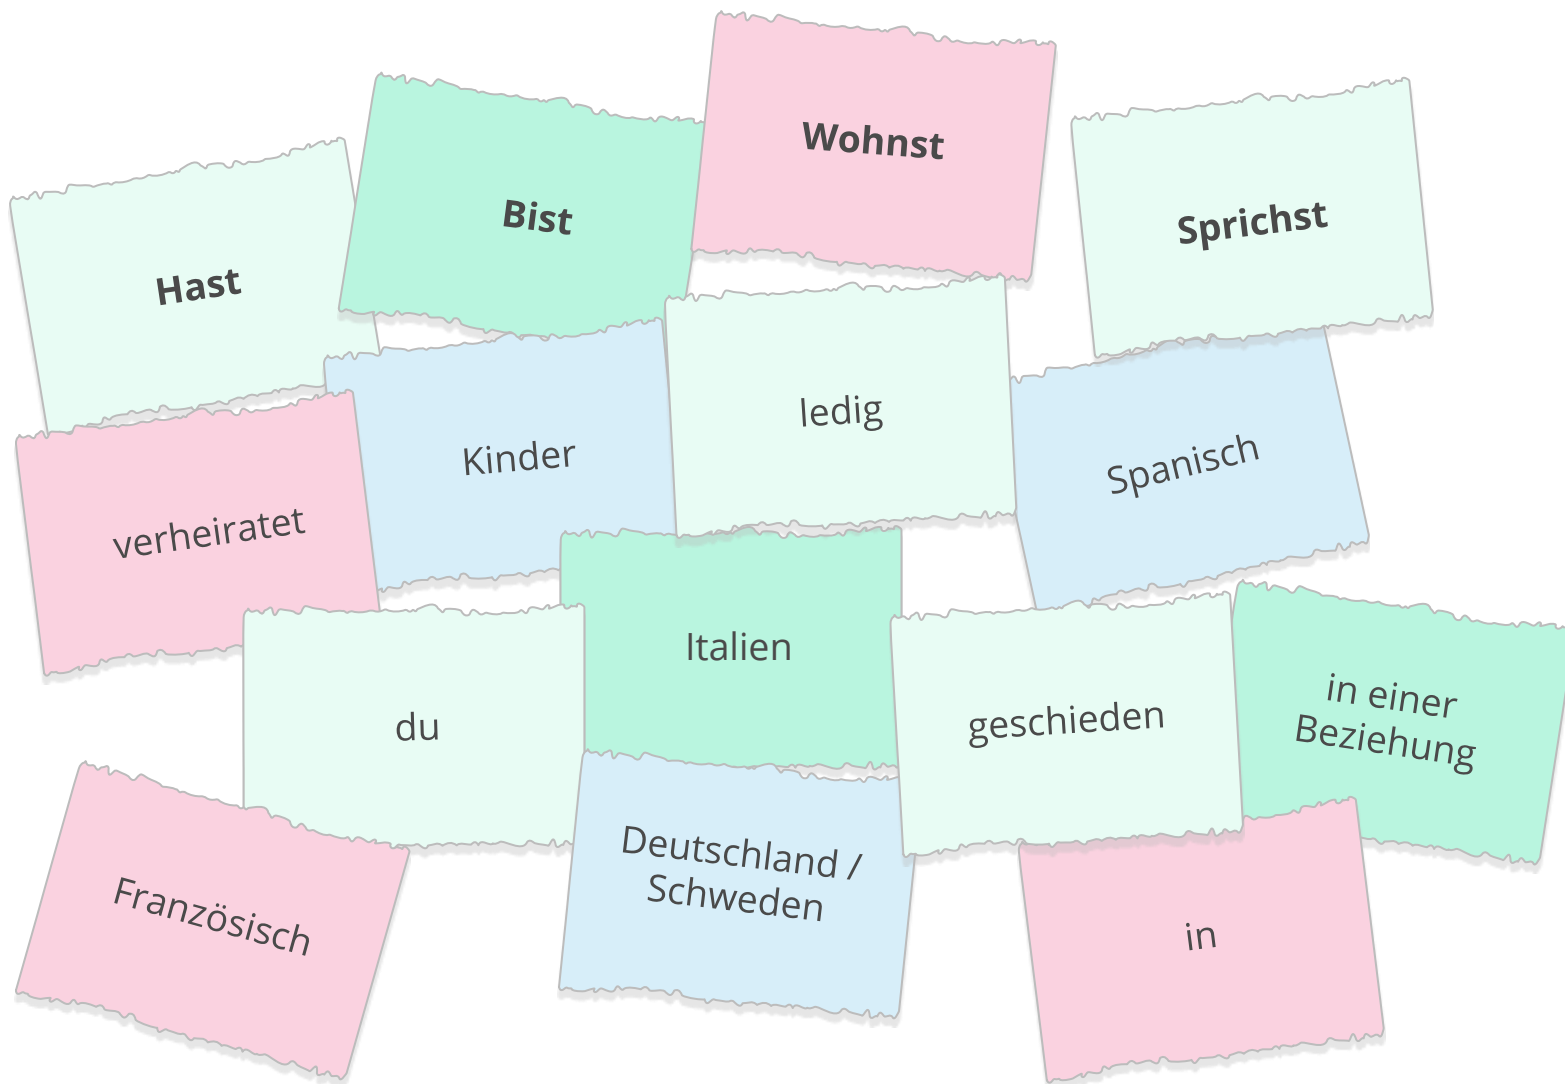 Hast
Bist
Wohnst
Sprichst
verheiratet
Kinder
ledig
Spanisch
du
Italien
geschieden
in einer
Beziehung
Französisch
Deutschland /
Schweden
in